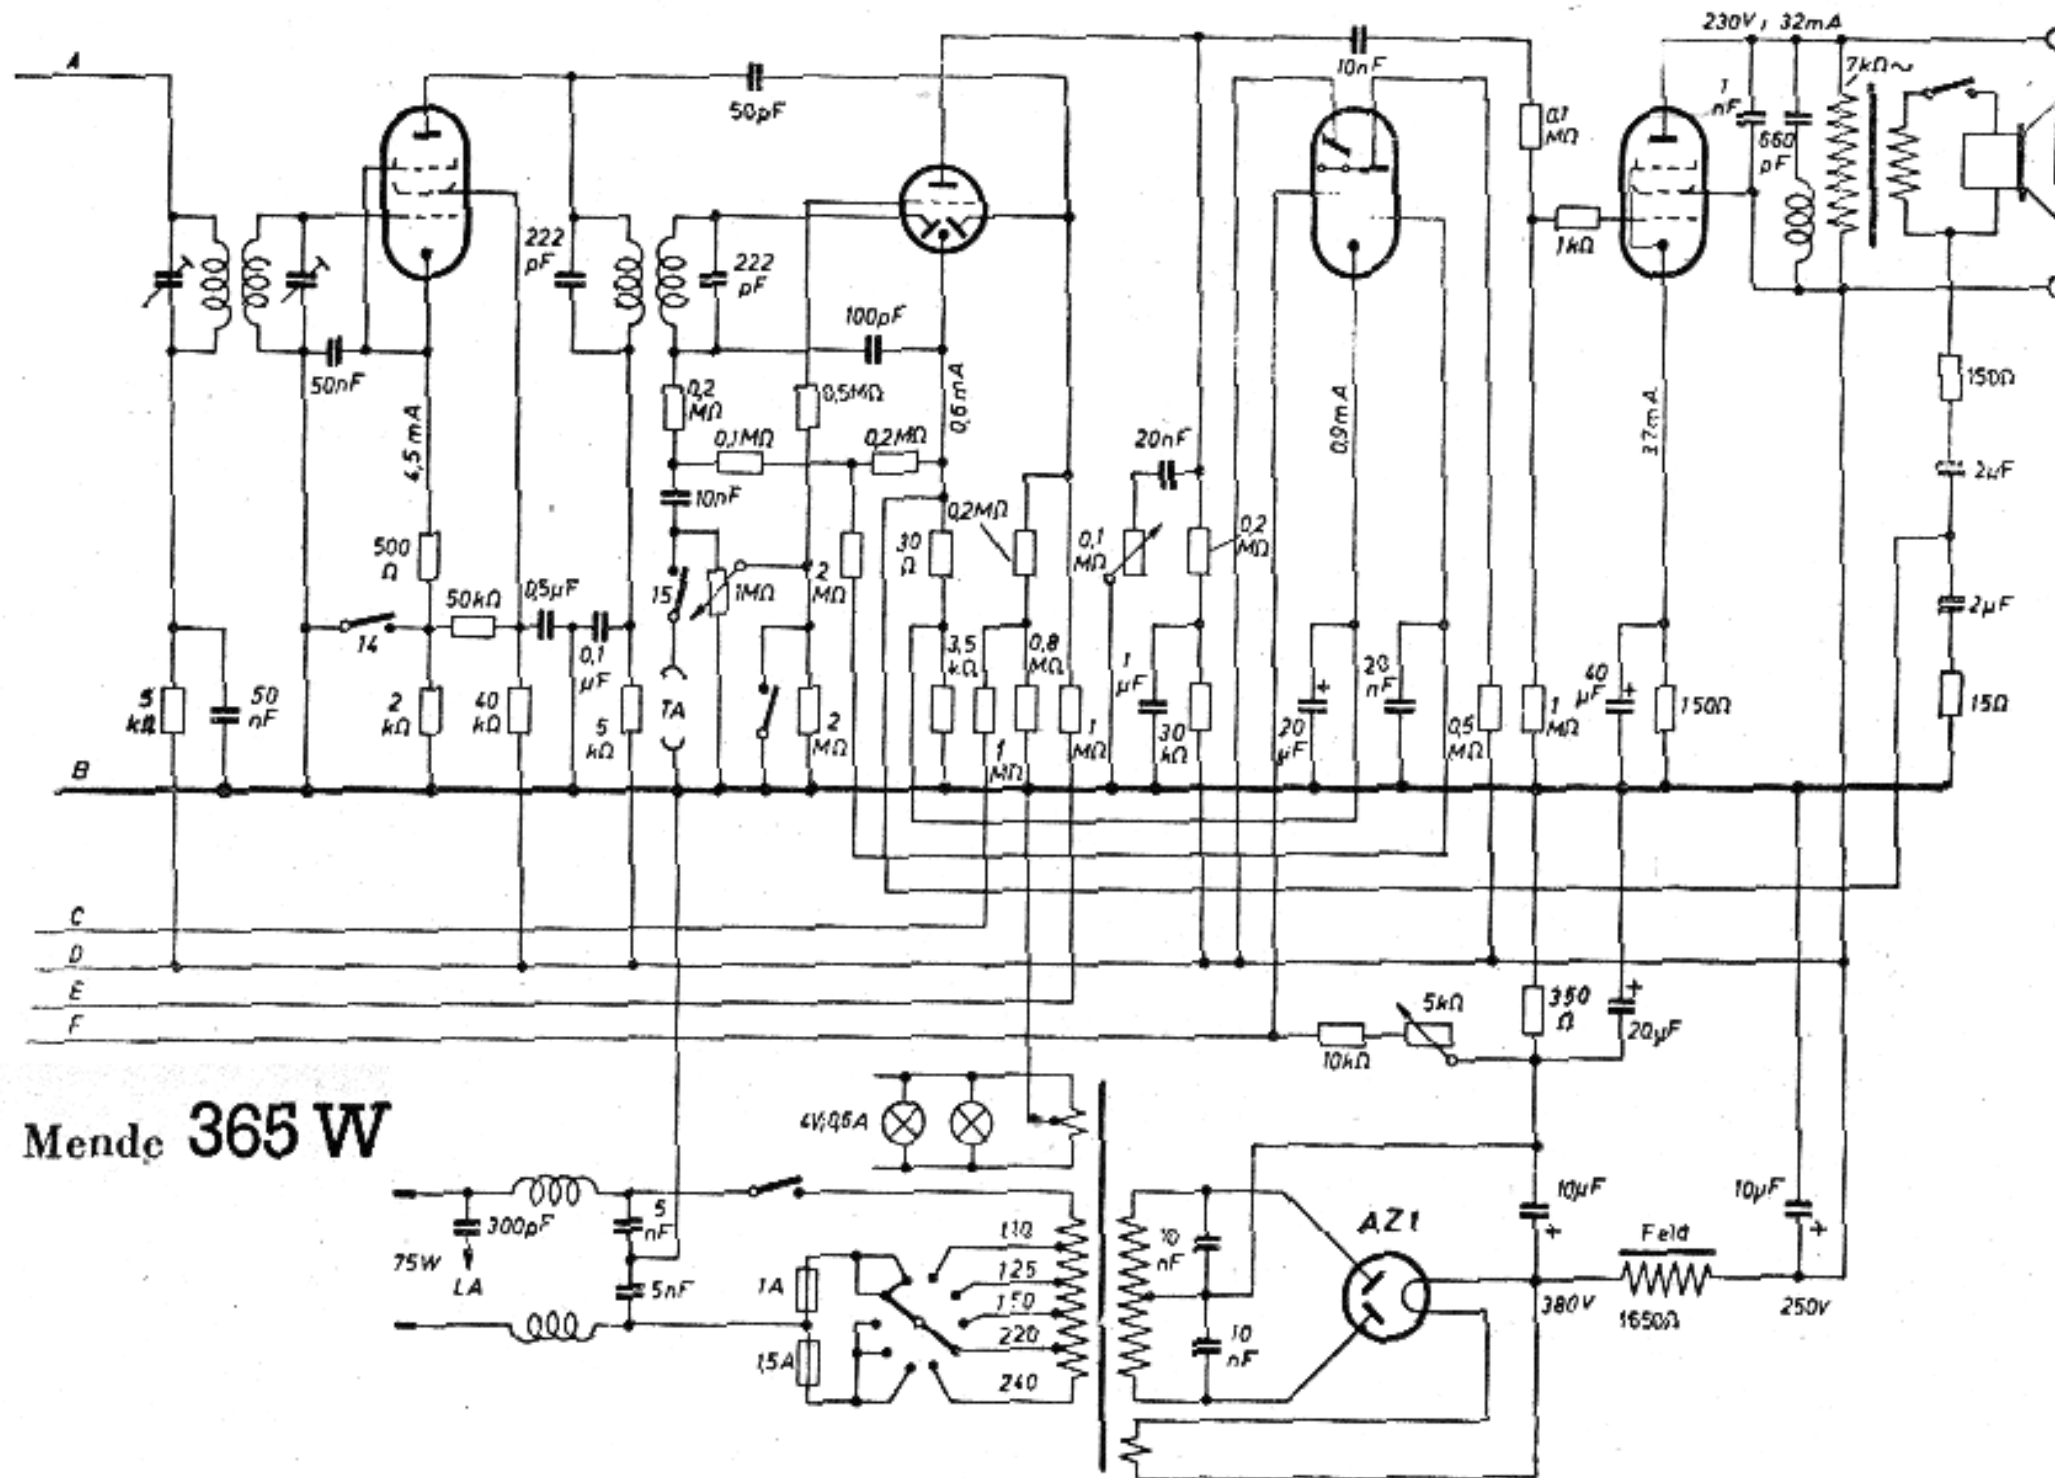 A
230V, 32mA
50pF
10nF
7kΩ~
1 nF
660 pF
0,1 MΩ
1kΩ
222 pF
222 pF
100pF
50nF
4,5mA
0,2 MΩ
0,5MΩ
0,6mA
0,1MΩ
0,2MΩ
20nF
0,9mA
37mA
150Ω
2µF
10nF
0,2MΩ
500 Ω
30 Ω
0,1 MΩ
0,2 MΩ
50kΩ
0,5µF
15
1MΩ
2 MΩ
14
0,1 µF
3,5 kΩ
0,8 MΩ
1 µF
2µF
5 kΩ
50 nF
2 kΩ
40 kΩ
5 kΩ
TA
2 MΩ
1 MΩ
1 MΩ
30 kΩ
20 µF
20 nF
0,5 MΩ
1 MΩ
40 µF
150Ω
15Ω
B
C
D
E
F
5kΩ
350 Ω
20µF
10kΩ
Mende 365 W
4V; 0,6A
300pF
5 nF
75W
LA
5nF
1A
1,5A
110
125
150
220
240
10 nF
10 nF
AZ1
10µF
10µF
Feld
380V
1650Ω
250V